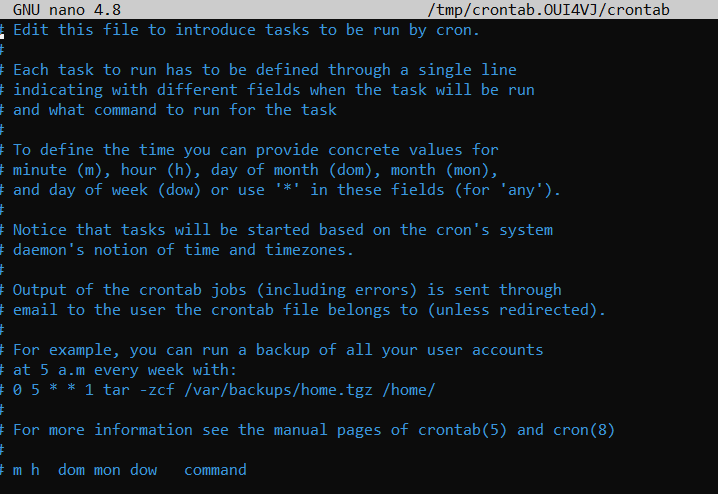 GNU nano 4.8 /tmp/crontab.OUI4VJ/crontab
# Edit this file to introduce tasks to be run by cron.
#
# Each task to run has to be defined through a single line
# indicating with different fields when the task will be run
# and what command to run for the task
#
# To define the time you can provide concrete values for
# minute (m), hour (h), day of month (dom), month (mon),
# and day of week (dow) or use '*' in these fields (for 'any').
#
# Notice that tasks will be started based on the cron's system
# daemon's notion of time and timezones.
#
# Output of the crontab jobs (including errors) is sent through
# email to the user the crontab file belongs to (unless redirected).
#
# For example, you can run a backup of all your user accounts
# at 5 a.m every week with:
# 0 5 * * 1 tar -zcf /var/backups/home.tgz /home/
#
# For more information see the manual pages of crontab(5) and cron(8)
#
# m h  dom mon dow   command